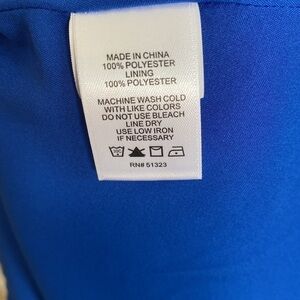 MADE IN CHINA
100% POLYESTER
LINING
100% POLYESTER
MACHINE WASH COLD
WITH LIKE COLORS
DO NOT USE BLEACH
LINE DRY
USE LOW IRON
IF NECESSARY
RN# 51323